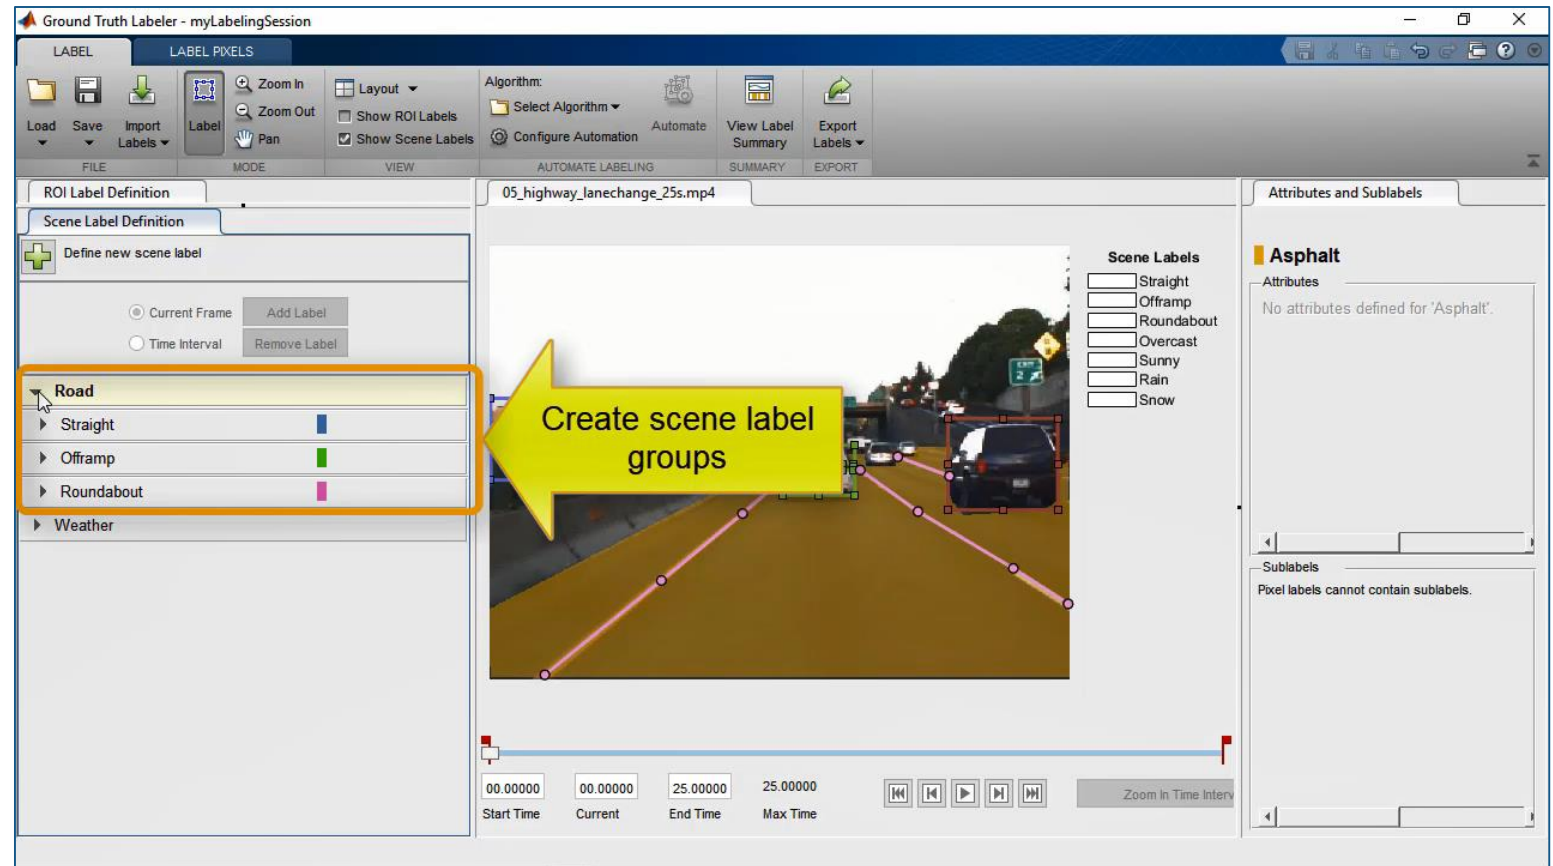 Ground Truth Labeler - myLabelingSession
LABEL
LABEL PIXELS
Load
Save
Import
Labels
FILE
Label
Zoom In
Zoom Out
Pan
MODE
Layout
Show ROI Labels
Show Scene Labels
VIEW
Algorithm:
Select Algorithm
Configure Automation
Automate
AUTOMATE LABELING
View Label
Summary
SUMMARY
Export
Labels
EXPORT
ROI Label Definition
Scene Label Definition
Define new scene label
Current Frame
Add Label
Time Interval
Remove Label
Road
Straight
Offramp
Roundabout
Weather
05_highway_lanechange_25s.mp4
Create scene label
groups
Scene Labels
Straight
Offramp
Roundabout
Overcast
Sunny
Rain
Snow
00.00000
00.00000
25.00000
25.00000
Start Time
Current
End Time
Max Time
Zoom In Time Interv
Attributes and Sublabels
Asphalt
Attributes
No attributes defined for 'Asphalt'.
Sublabels
Pixel labels cannot contain sublabels.